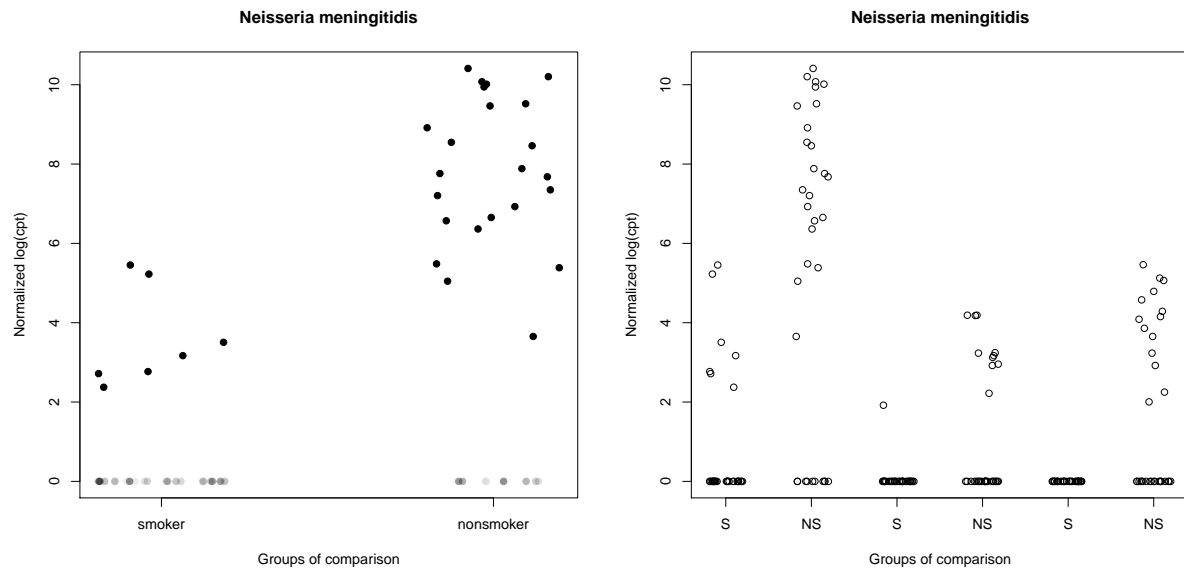 Neisseria meningitidis
Normalized log(cpt)
10
8
6
4
2
0
smoker nonsmoker
Groups of comparison
Neisseria meningitidis
Normalized log(cpt)
10
8
6
4
2
0
S NS S NS S NS
Groups of comparison